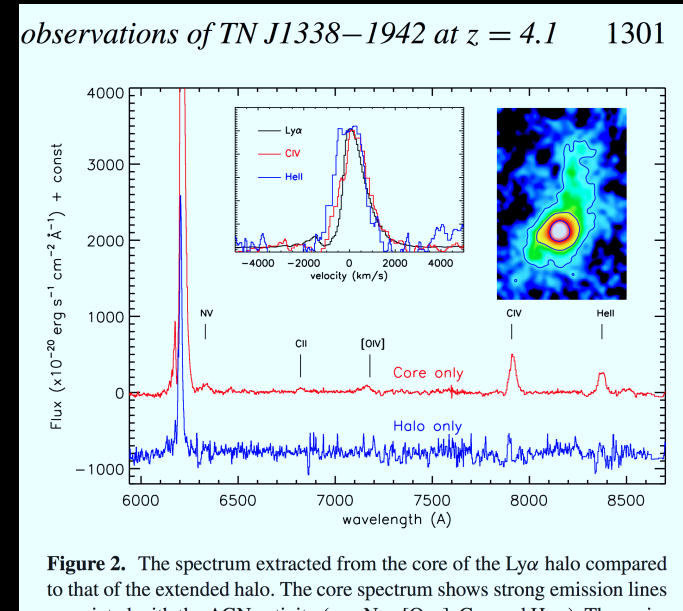 observations of TN J1338−1942 at z = 4.1 1301
4000
3000
2000
1000
0
−1000
Flux (x10⁻²⁰ erg s⁻¹ cm⁻² Å⁻¹) + const
Lyα
CIV
HeII
−4000 −2000 0 2000 4000
velocity (km/s)
NV
CII
[OIV]
CIV
HeII
Core only
Halo only
6000 6500 7000 7500 8000 8500
wavelength (A)
Figure 2. The spectrum extracted from the core of the Lyα halo compared
to that of the extended halo. The core spectrum shows strong emission lines